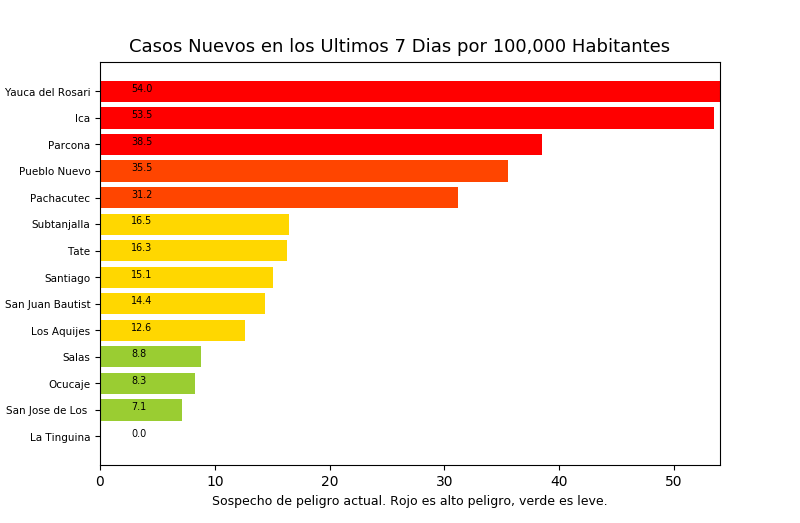 Casos Nuevos en los Ultimos 7 Dias por 100,000 Habitantes
Yauca del Rosari 54.0
Ica 53.5
Parcona 38.5
Pueblo Nuevo 35.5
Pachacutec 31.2
Subtanjalla 16.5
Tate 16.3
Santiago 15.1
San Juan Bautist 14.4
Los Aquijes 12.6
Salas 8.8
Ocucaje 8.3
San Jose de Los 7.1
La Tinguina 0.0
0 10 20 30 40 50
Sospecho de peligro actual. Rojo es alto peligro, verde es leve.